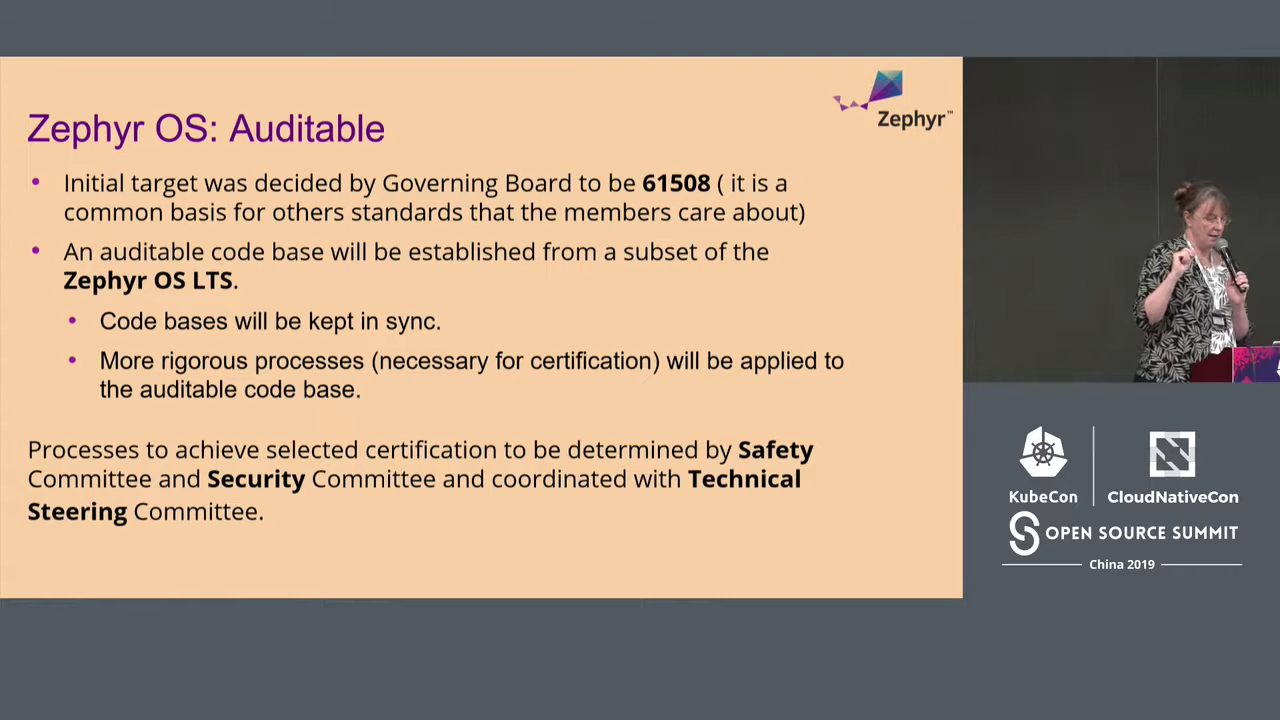 Zephyr™
Zephyr OS: Auditable
• Initial target was decided by Governing Board to be 61508 ( it is a
common basis for others standards that the members care about)
• An auditable code base will be established from a subset of the
Zephyr OS LTS.
• Code bases will be kept in sync.
• More rigorous processes (necessary for certification) will be applied to
the auditable code base.
Processes to achieve selected certification to be determined by Safety
Committee and Security Committee and coordinated with Technical
Steering Committee.
KubeCon
CloudNativeCon
OPEN SOURCE SUMMIT
China 2019